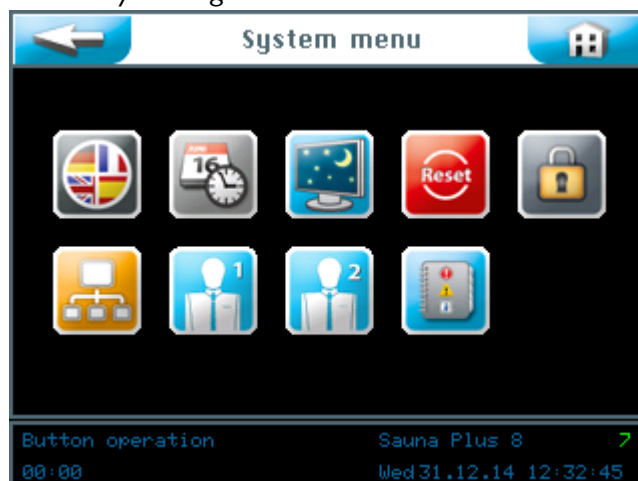 System menu
JUNI
16
Reset
1
2
Button operation
Sauna Plus 8
7
00:00
Wed 31.12.14 12:32:45